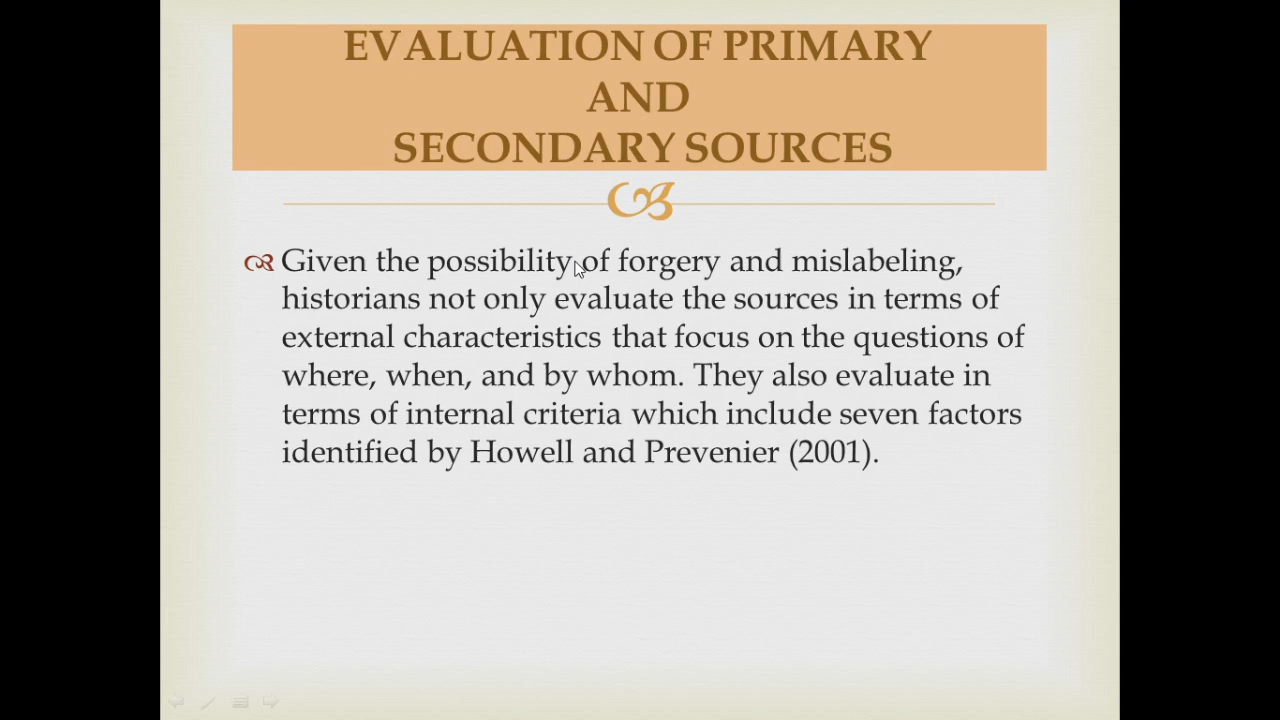 EVALUATION OF PRIMARY
AND
SECONDARY SOURCES
Given the possibility of forgery and mislabeling,
historians not only evaluate the sources in terms of
external characteristics that focus on the questions of
where, when, and by whom. They also evaluate in
terms of internal criteria which include seven factors
identified by Howell and Prevenier (2001).